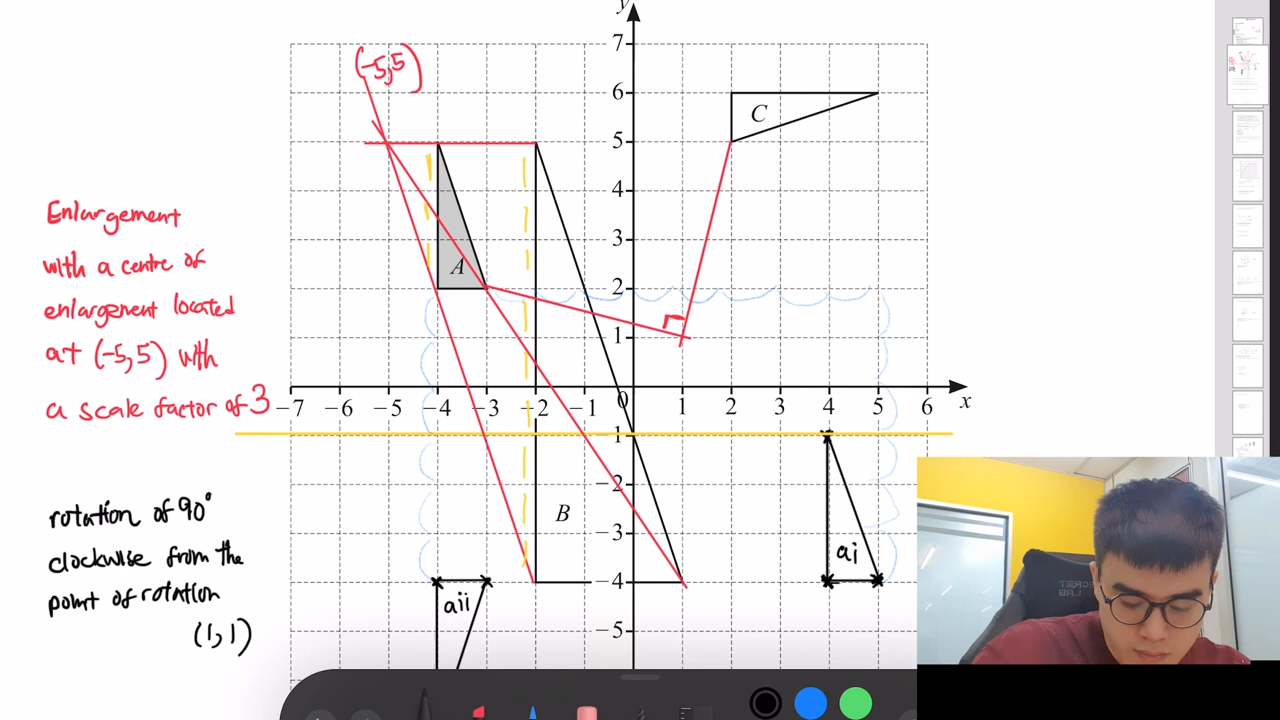 y
(-5,5)
7
6
C
5
4
3
A
2
1
Enlargement
with a centre of
enlargement located
at (-5,5) with
a scale factor of 3
−7 −6 −5 −4 −3 −2 −1 0 1 2 3 4 5 6 x
1
−2
−3
B
−4
−5
ai
aii
rotation of 90°
clockwise from the
point of rotation
(1,1)